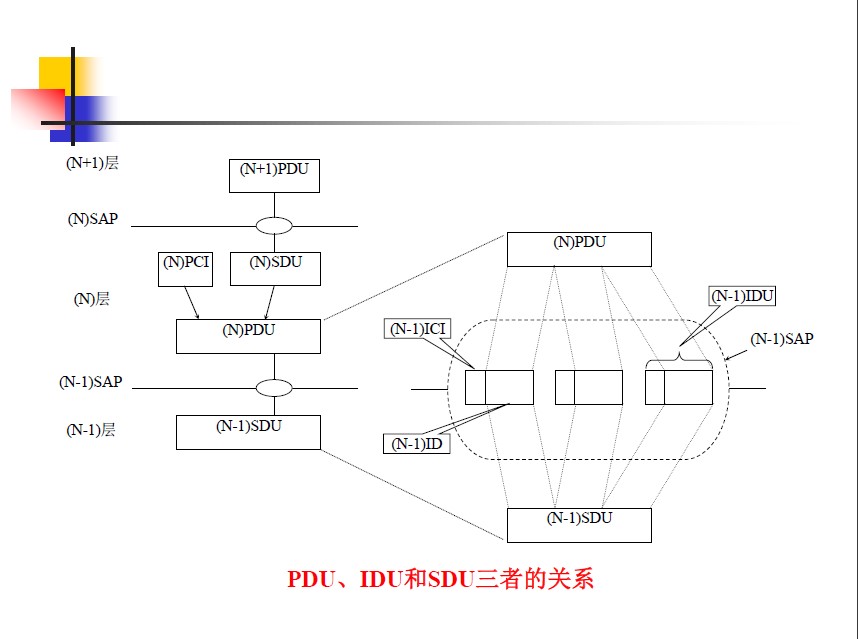 (N+1)层
(N+1)PDU
(N)SAP
(N)PCI
(N)SDU
(N)层
(N)PDU
(N-1)SAP
(N-1)层
(N-1)SDU
(N)PDU
(N-1)IDU
(N-1)ICI
(N-1)SAP
(N-1)ID
(N-1)SDU
PDU、IDU和SDU三者的关系